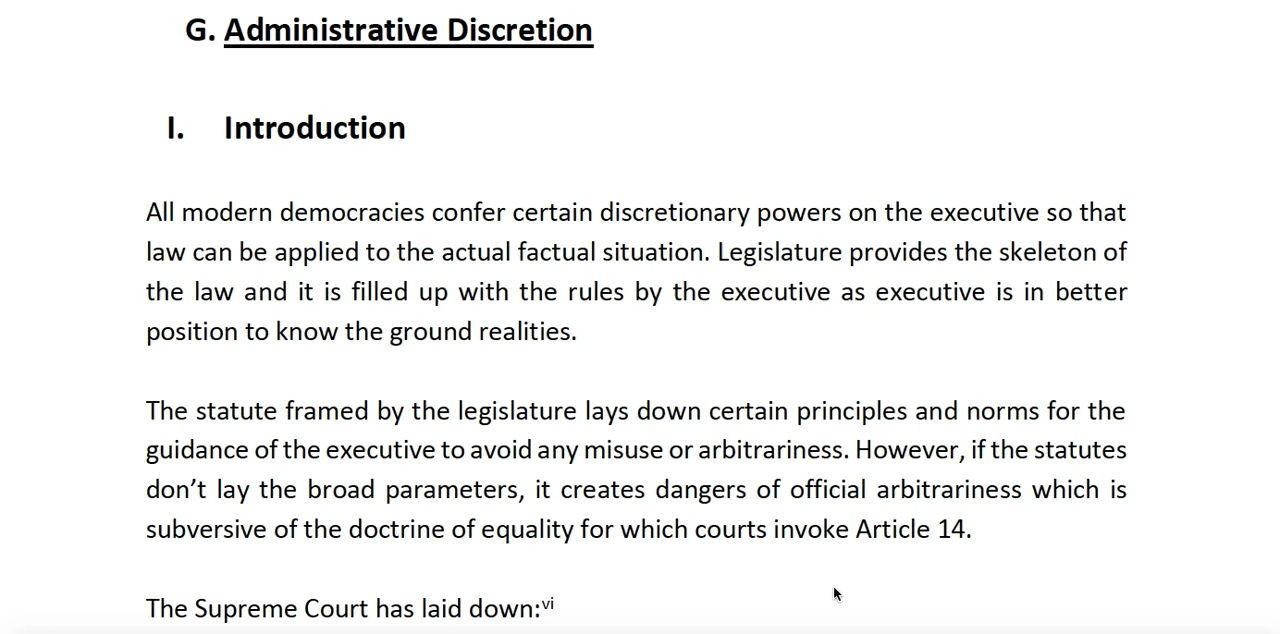 G. Administrative Discretion
I. Introduction
All modern democracies confer certain discretionary powers on the executive so that
law can be applied to the actual factual situation. Legislature provides the skeleton of
the law and it is filled up with the rules by the executive as executive is in better
position to know the ground realities.
The statute framed by the legislature lays down certain principles and norms for the
guidance of the executive to avoid any misuse or arbitrariness. However, if the statutes
don’t lay the broad parameters, it creates dangers of official arbitrariness which is
subversive of the doctrine of equality for which courts invoke Article 14.
The Supreme Court has laid down:vi